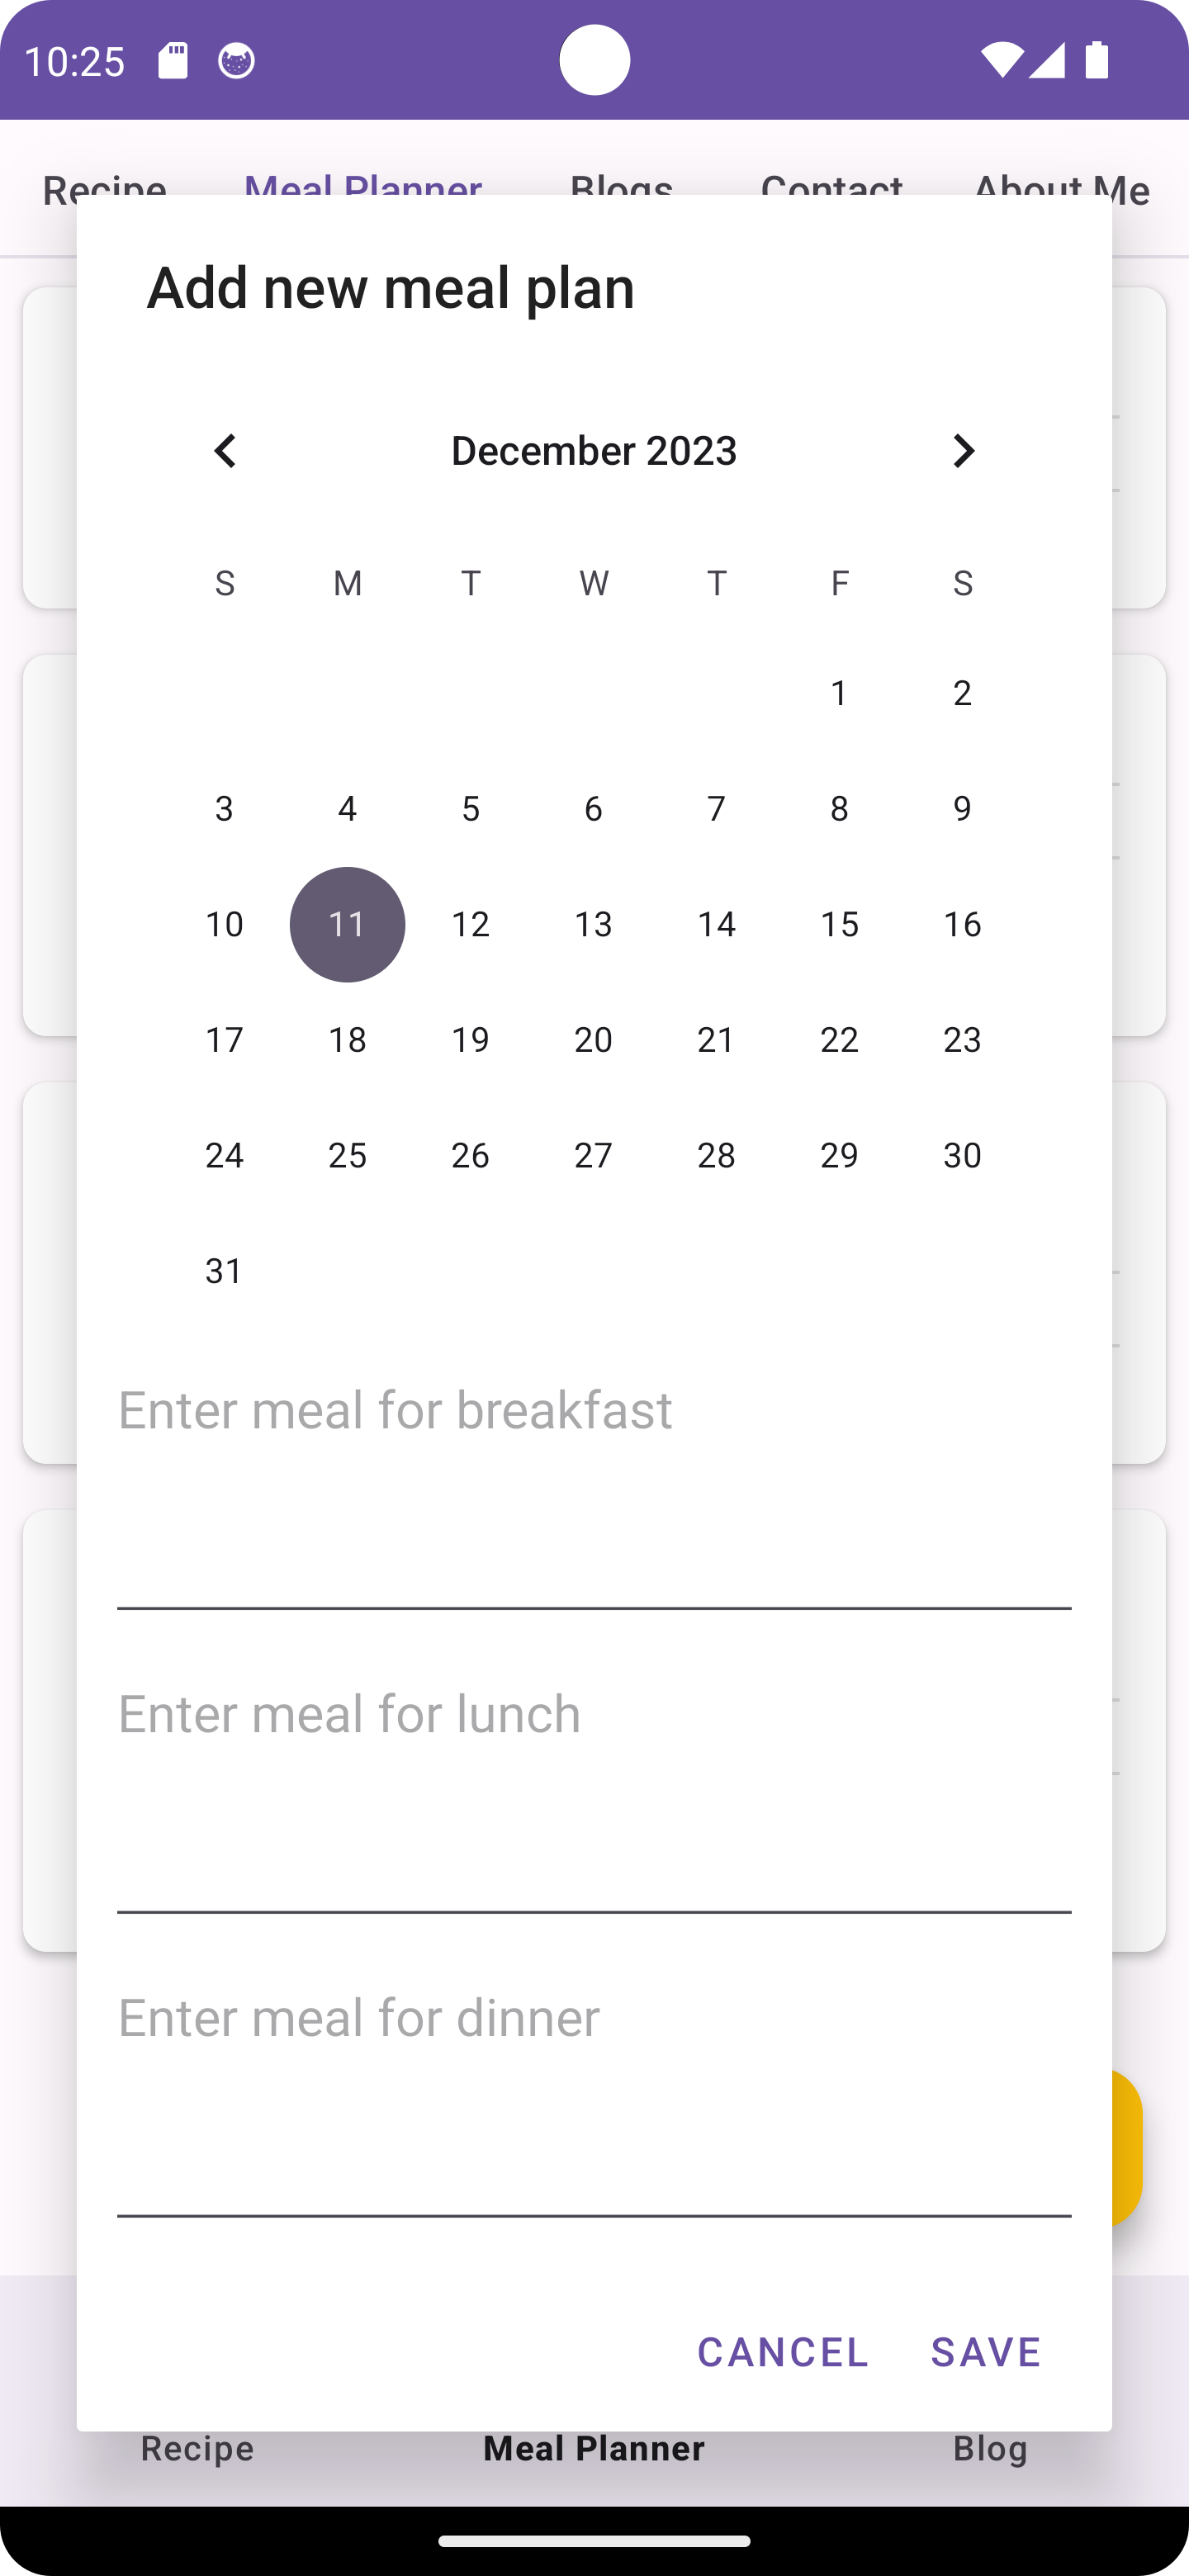 10:25
Recipe Meal Planner Blogs Contact About Me
Add new meal plan
December 2023
S M T W T F S
1 2
3 4 5 6 7 8 9
10 11 12 13 14 15 16
17 18 19 20 21 22 23
24 25 26 27 28 29 30
31
Enter meal for breakfast
Enter meal for lunch
Enter meal for dinner
CANCEL SAVE
Recipe Meal Planner Blog